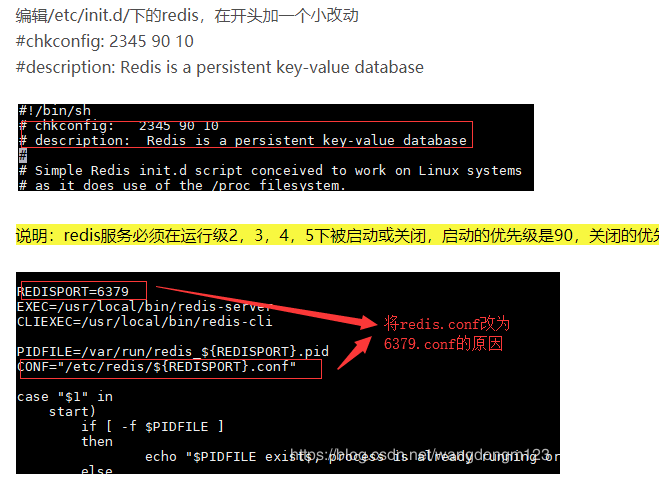 编辑/etc/init.d/下的redis，在开头加一个小改动
#chkconfig: 2345 90 10
#description: Redis is a persistent key-value database
#!/bin/sh
# chkconfig:   2345 90 10
# description:  Redis is a persistent key-value database
#
# Simple Redis init.d script conceived to work on Linux systems
# as it does use of the /proc filesystem.
说明：redis服务必须在运行级2，3，4，5下被启动或关闭，启动的优先级是90，关闭的优
REDISPORT=6379
EXEC=/usr/local/bin/redis-server
CLIEXEC=/usr/local/bin/redis-cli
将redis.conf改为
6379.conf的原因
PIDFILE=/var/run/redis_${REDISPORT}.pid
CONF="/etc/redis/${REDISPORT}.conf"
case "$1" in
start)
if [ -f $PIDFILE ]
then
echo "$PIDFILE exists, process is already running or
else
https://blog.csdn.net/wangdongm123